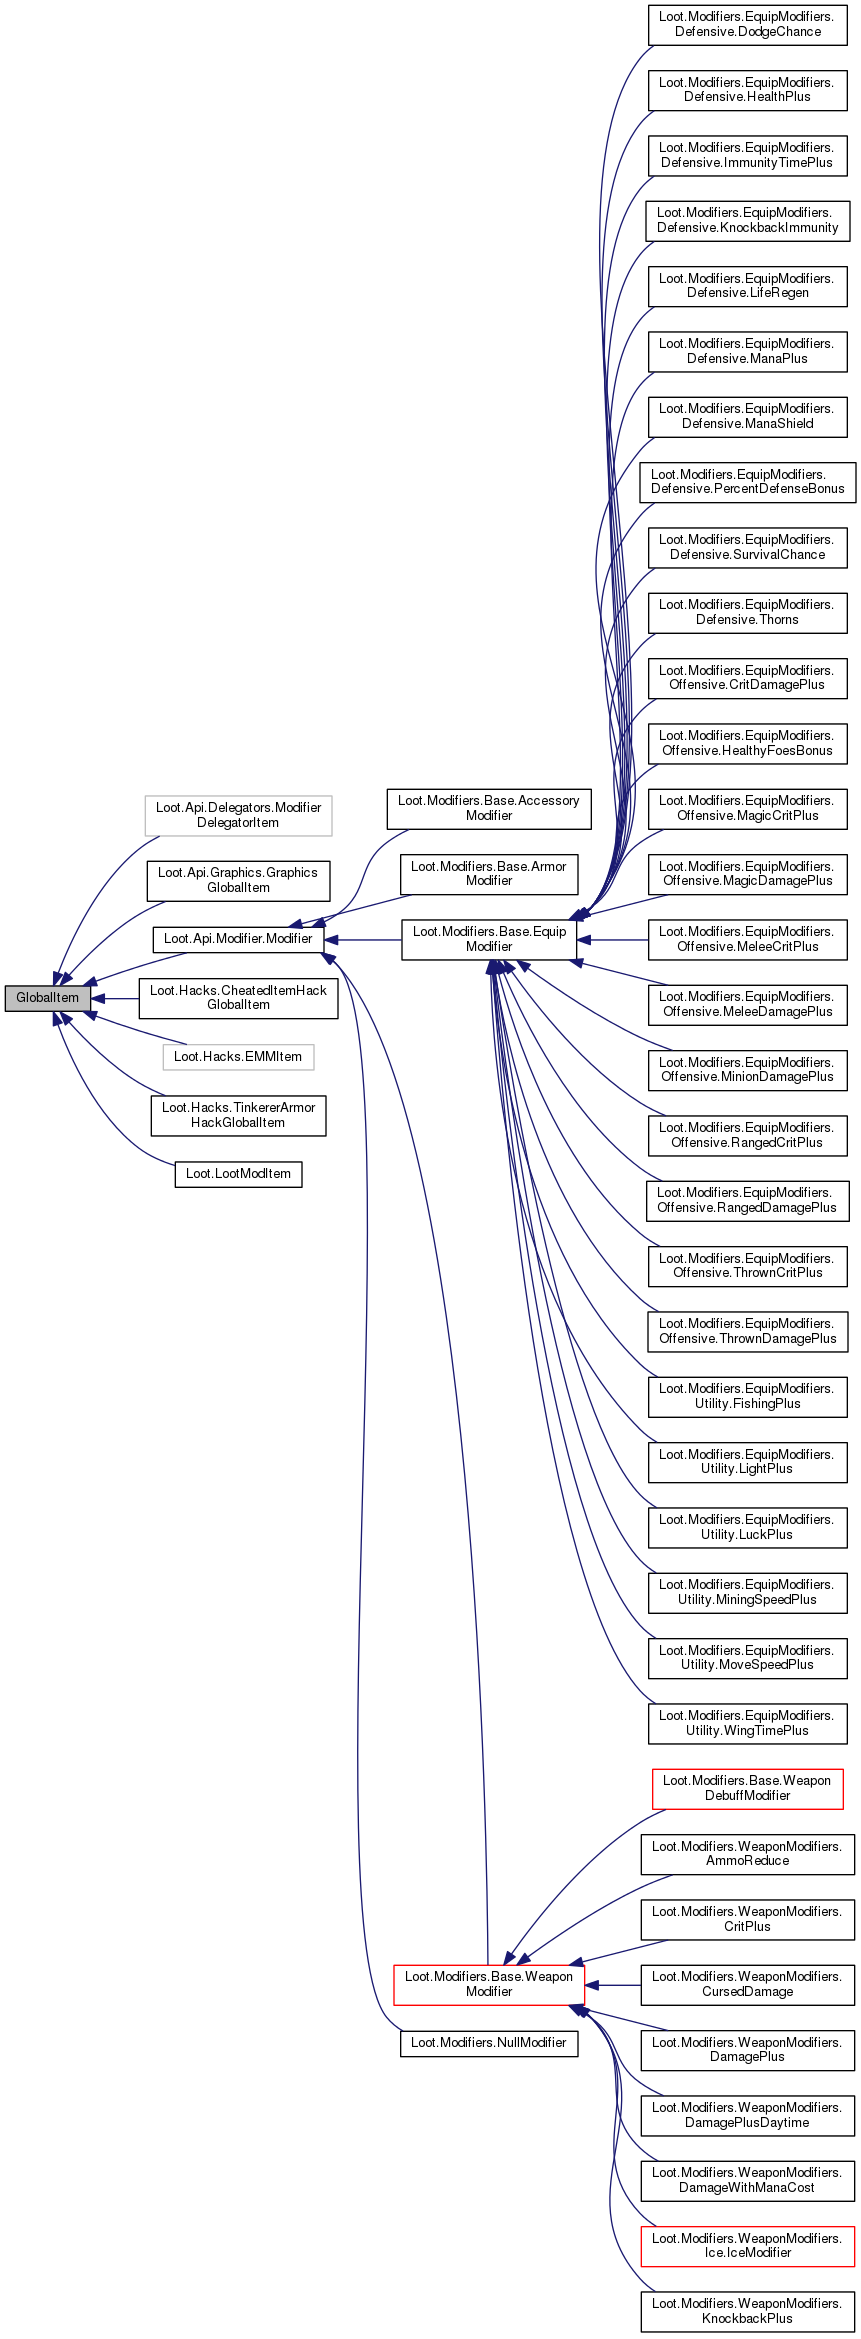 GlobalItem
Loot.Api.Delegators.Modifier
DelegatorItem
Loot.Api.Graphics.Graphics
GlobalItem
Loot.Api.Modifier.Modifier
Loot.Hacks.CheatedItemHack
GlobalItem
Loot.Hacks.EMMItem
Loot.Hacks.TinkererArmor
HackGlobalItem
Loot.LootModItem
Loot.Modifiers.Base.Accessory
Modifier
Loot.Modifiers.Base.Armor
Modifier
Loot.Modifiers.Base.Equip
Modifier
Loot.Modifiers.Base.Weapon
Modifier
Loot.Modifiers.NullModifier
Loot.Modifiers.EquipModifiers.
Defensive.DodgeChance
Loot.Modifiers.EquipModifiers.
Defensive.HealthPlus
Loot.Modifiers.EquipModifiers.
Defensive.ImmunityTimePlus
Loot.Modifiers.EquipModifiers.
Defensive.KnockbackImmunity
Loot.Modifiers.EquipModifiers.
Defensive.LifeRegen
Loot.Modifiers.EquipModifiers.
Defensive.ManaPlus
Loot.Modifiers.EquipModifiers.
Defensive.ManaShield
Loot.Modifiers.EquipModifiers.
Defensive.PercentDefenseBonus
Loot.Modifiers.EquipModifiers.
Defensive.SurvivalChance
Loot.Modifiers.EquipModifiers.
Defensive.Thorns
Loot.Modifiers.EquipModifiers.
Offensive.CritDamagePlus
Loot.Modifiers.EquipModifiers.
Offensive.HealthyFoesBonus
Loot.Modifiers.EquipModifiers.
Offensive.MagicCritPlus
Loot.Modifiers.EquipModifiers.
Offensive.MagicDamagePlus
Loot.Modifiers.EquipModifiers.
Offensive.MeleeCritPlus
Loot.Modifiers.EquipModifiers.
Offensive.MeleeDamagePlus
Loot.Modifiers.EquipModifiers.
Offensive.MinionDamagePlus
Loot.Modifiers.EquipModifiers.
Offensive.RangedCritPlus
Loot.Modifiers.EquipModifiers.
Offensive.RangedDamagePlus
Loot.Modifiers.EquipModifiers.
Offensive.ThrownCritPlus
Loot.Modifiers.EquipModifiers.
Offensive.ThrownDamagePlus
Loot.Modifiers.EquipModifiers.
Utility.FishingPlus
Loot.Modifiers.EquipModifiers.
Utility.LightPlus
Loot.Modifiers.EquipModifiers.
Utility.LuckPlus
Loot.Modifiers.EquipModifiers.
Utility.MiningSpeedPlus
Loot.Modifiers.EquipModifiers.
Utility.MoveSpeedPlus
Loot.Modifiers.EquipModifiers.
Utility.WingTimePlus
Loot.Modifiers.Base.Weapon
DebuffModifier
Loot.Modifiers.WeaponModifiers.
AmmoReduce
Loot.Modifiers.WeaponModifiers.
CritPlus
Loot.Modifiers.WeaponModifiers.
CursedDamage
Loot.Modifiers.WeaponModifiers.
DamagePlus
Loot.Modifiers.WeaponModifiers.
DamagePlusDaytime
Loot.Modifiers.WeaponModifiers.
DamageWithManaCost
Loot.Modifiers.WeaponModifiers.
Ice.IceModifier
Loot.Modifiers.WeaponModifiers.
KnockbackPlus